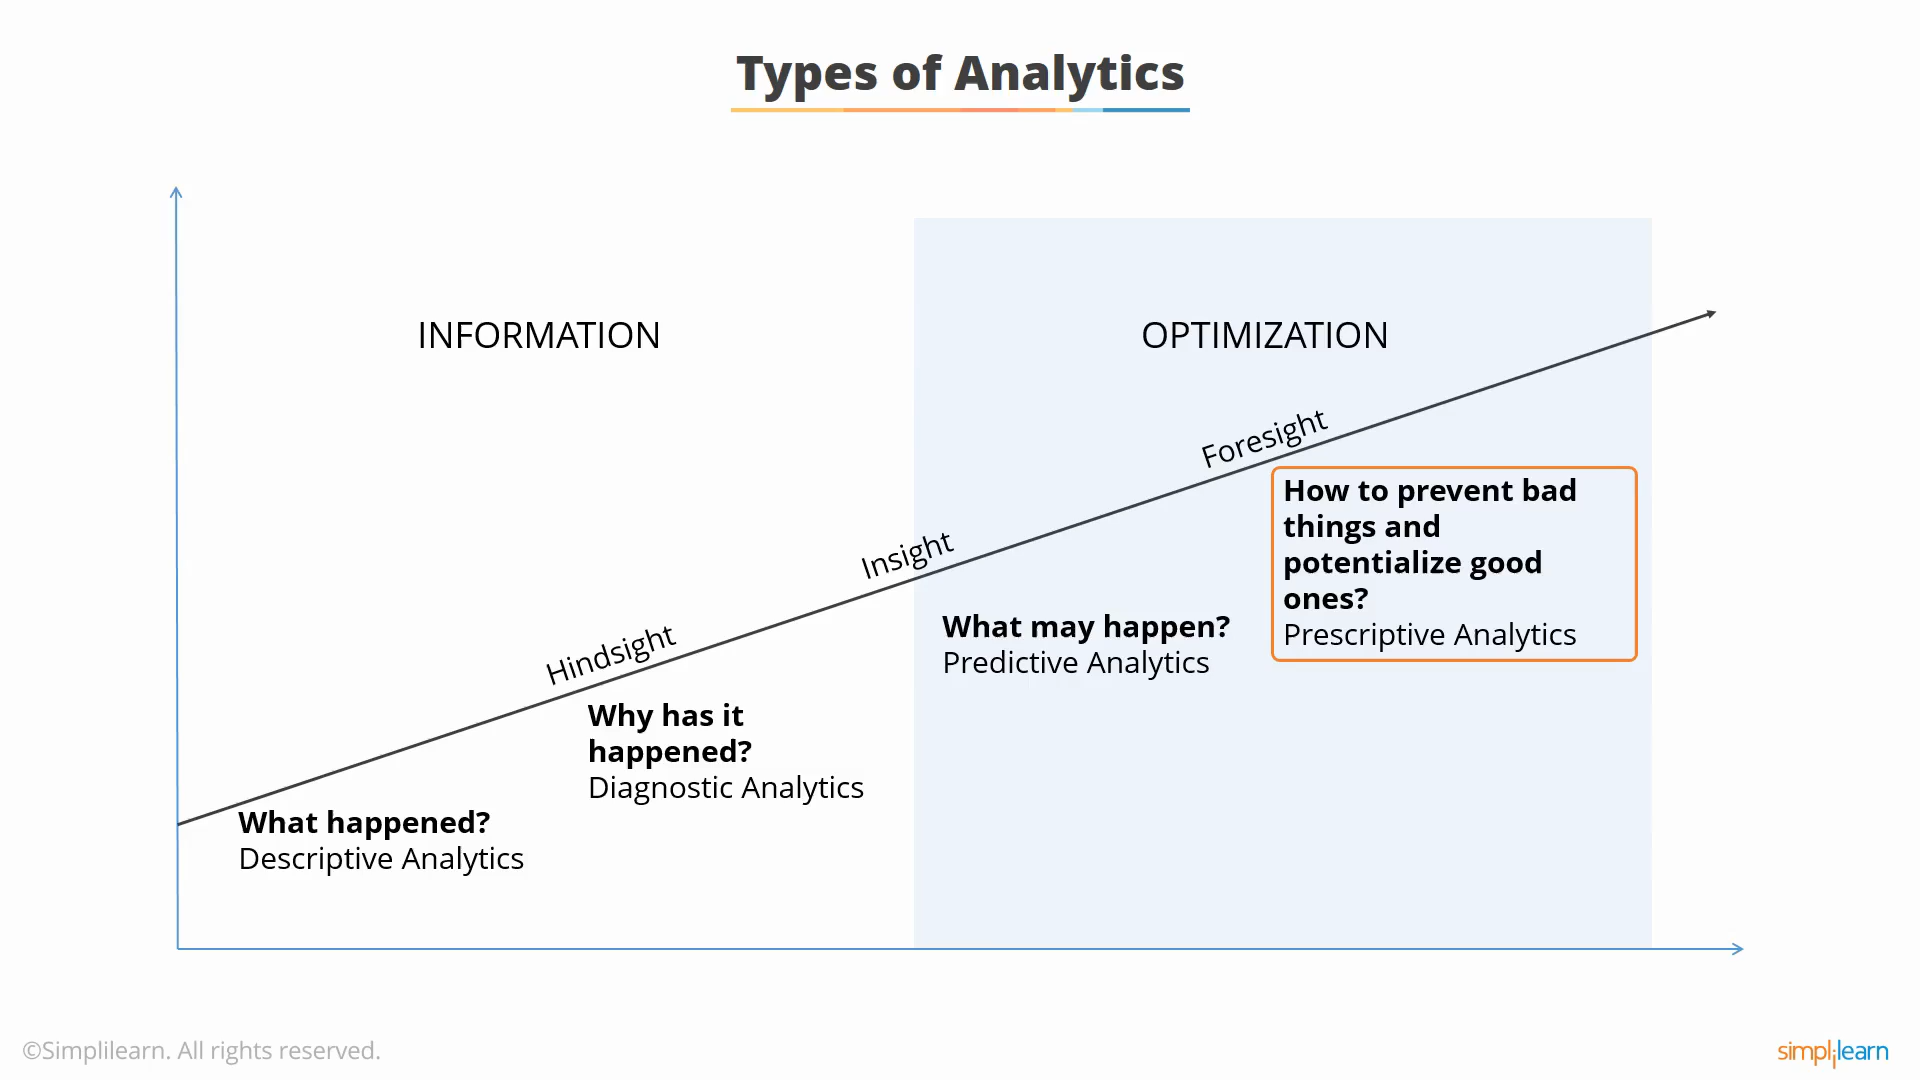 Types of Analytics
INFORMATION
OPTIMIZATION
Foresight
Insight
Hindsight
How to prevent bad
things and
potentialize good
ones?
Prescriptive Analytics
What may happen?
Predictive Analytics
Why has it
happened?
Diagnostic Analytics
What happened?
Descriptive Analytics
©Simplilearn. All rights reserved.
simplilearn